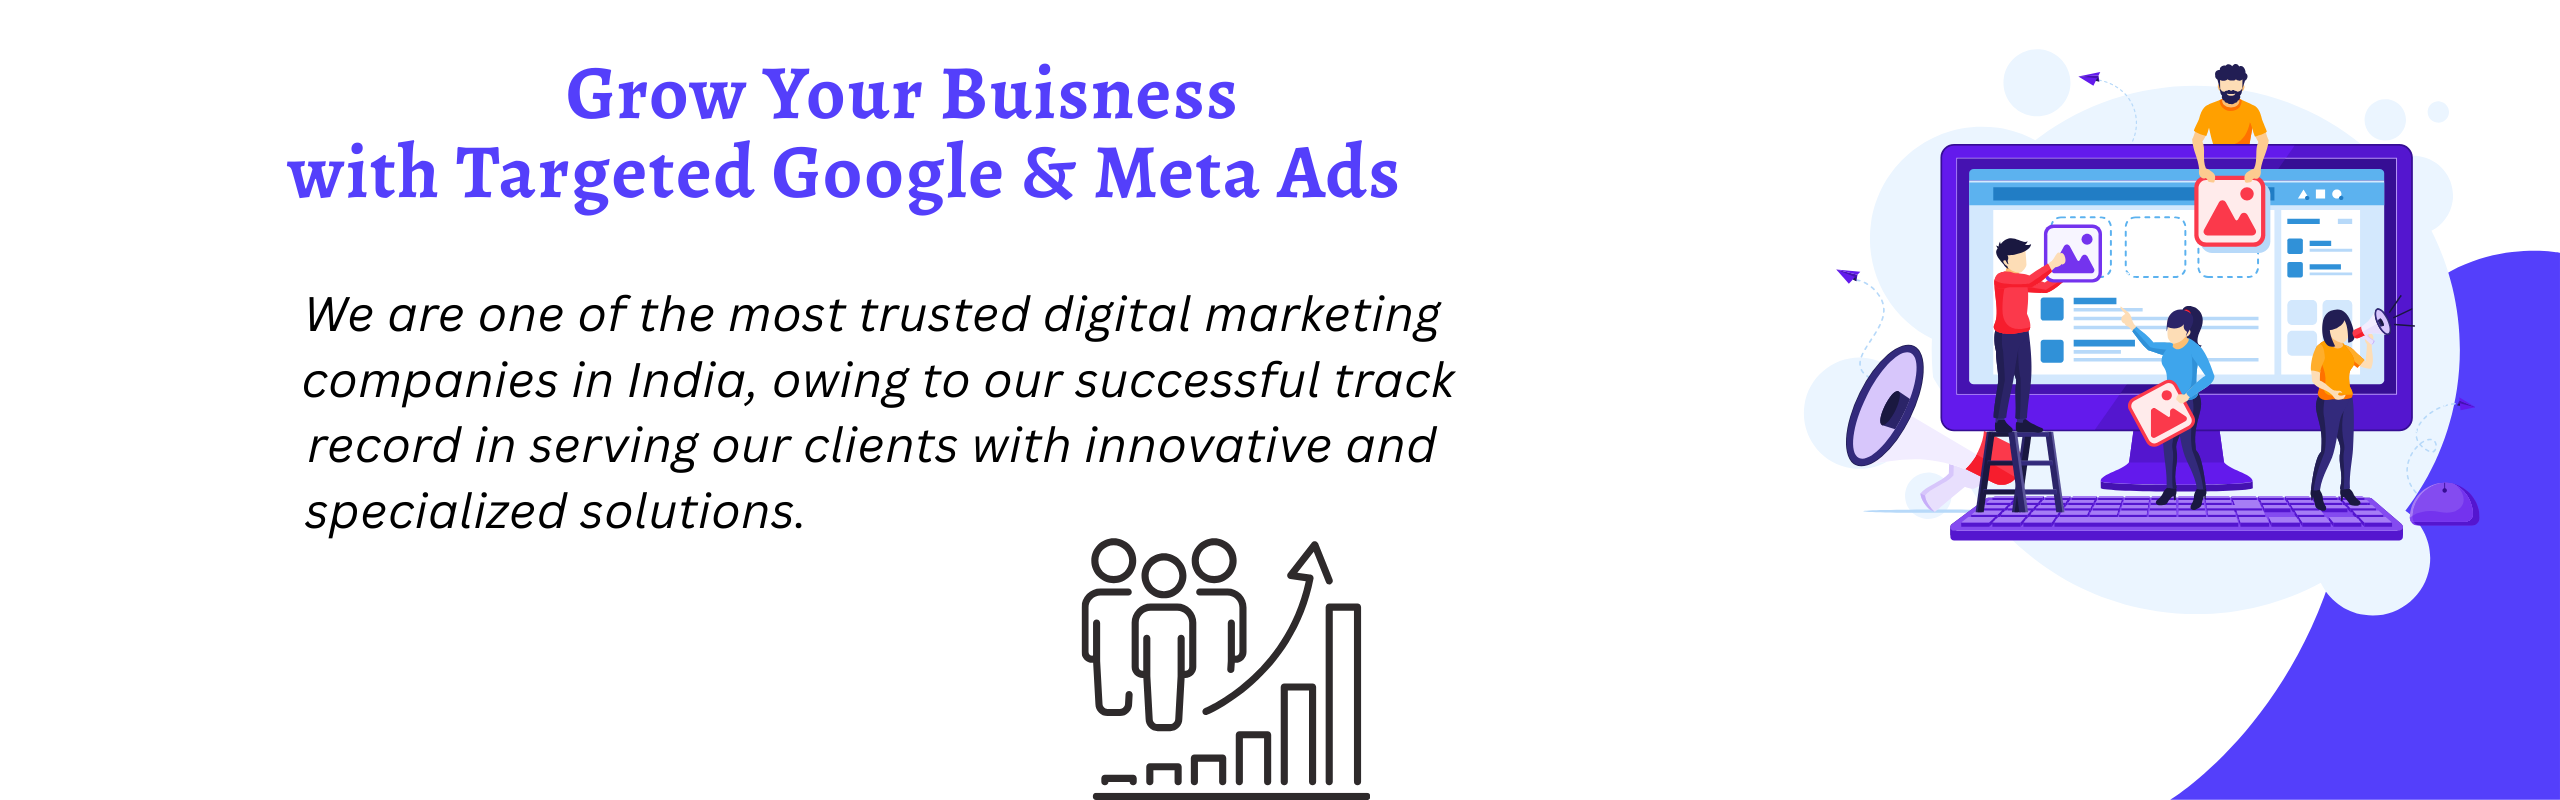 Grow Your Buisness
with Targeted Google & Meta Ads
We are one of the most trusted digital marketing
companies in India, owing to our successful track
record in serving our clients with innovative and
specialized solutions.